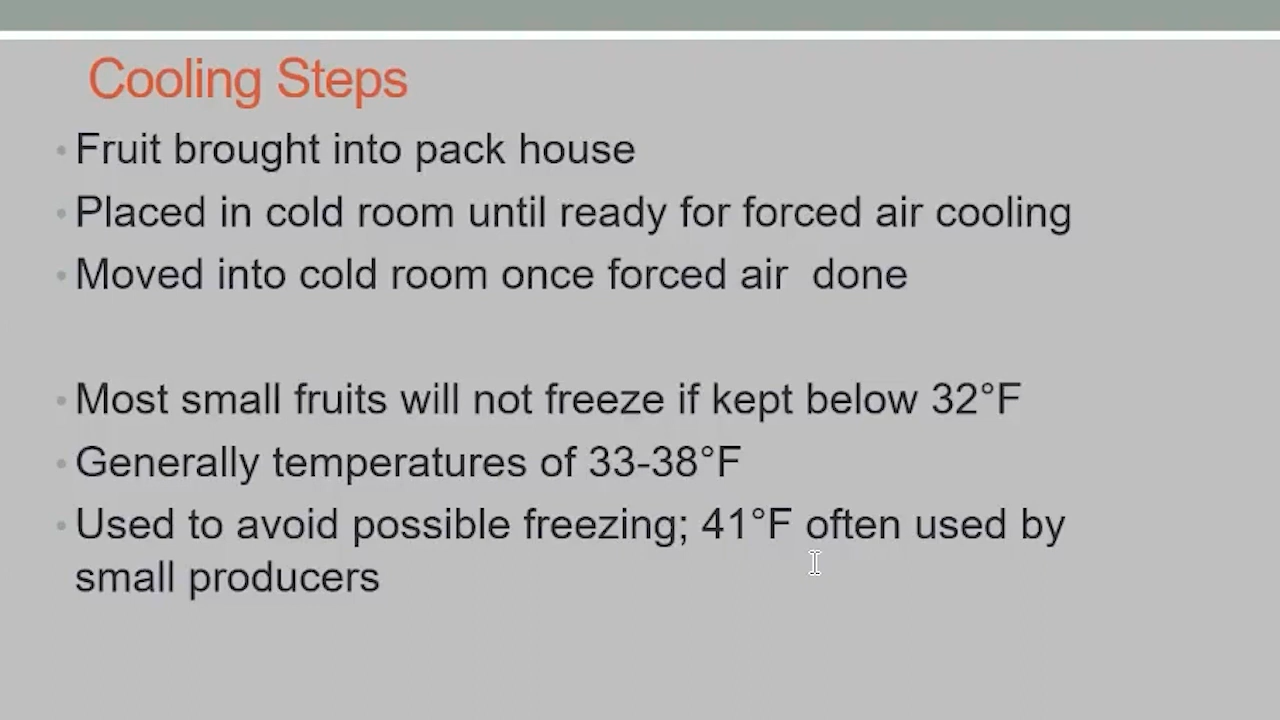 Cooling Steps
• Fruit brought into pack house
• Placed in cold room until ready for forced air cooling
• Moved into cold room once forced air  done
• Most small fruits will not freeze if kept below 32°F
• Generally temperatures of 33-38°F
• Used to avoid possible freezing; 41°F often used by
small producers